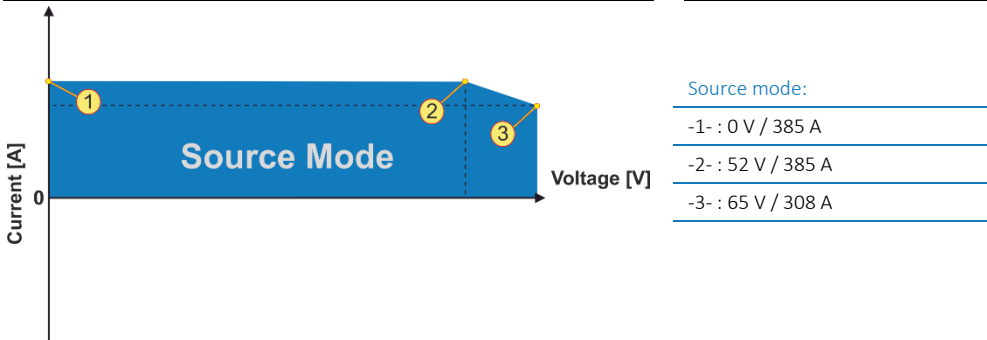 1
2
3
Source Mode
Current [A]
0
Voltage [V]
Source mode:
-1- : 0 V / 385 A
-2- : 52 V / 385 A
-3- : 65 V / 308 A